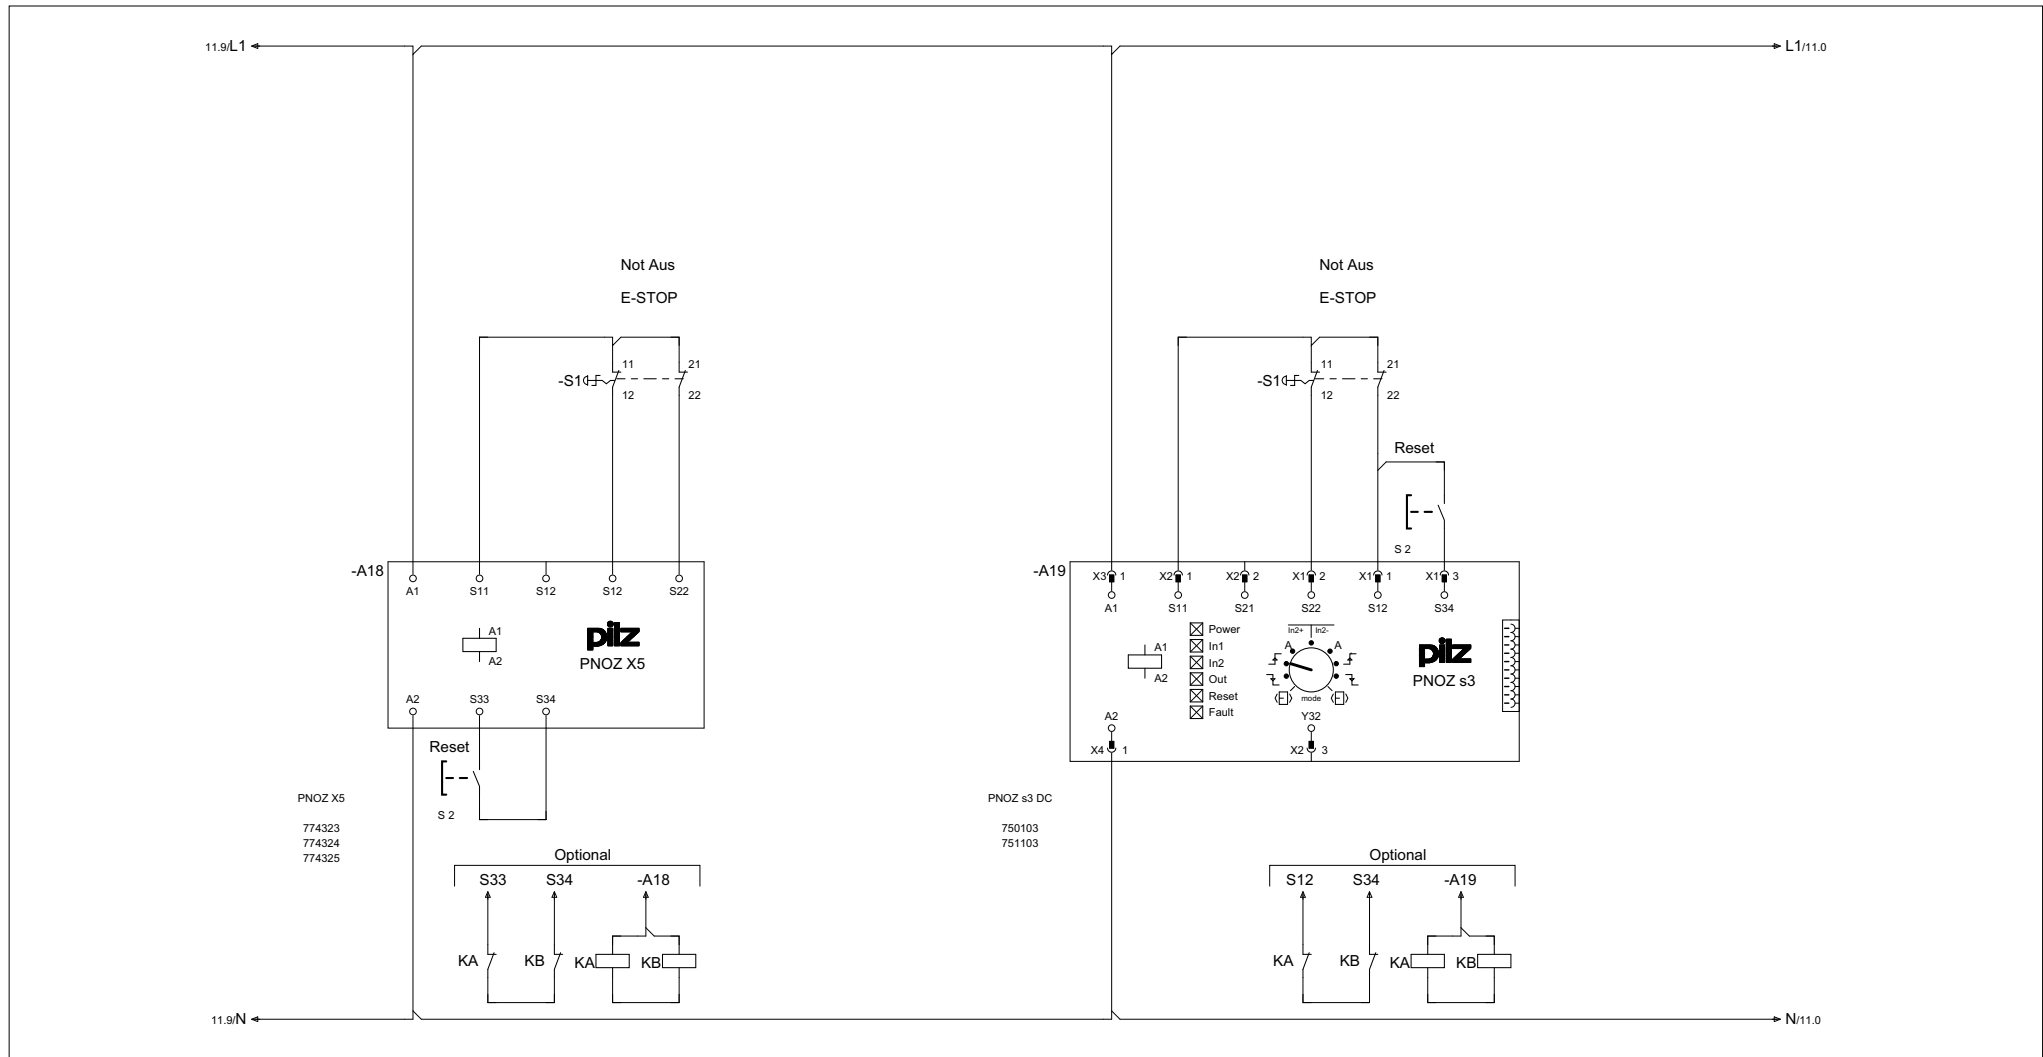 11.9/L1
L1/11.0
Not Aus
E-STOP
-S1
11
12
21
22
-A18
A1
S11
S12
S12
S22
A1
A2
pilz
PNOZ X5
A2
S33
S34
Reset
S 2
PNOZ X5
774323
774324
774325
Optional
S33
S34
-A18
KA
KB
KA
KB
11.9/N
Not Aus
E-STOP
-S1
11
12
21
22
Reset
S 2
-A19
X3 1
X2 1
X2 2
X1 2
X1 1
X1 3
A1
S11
S21
S22
S12
S34
A1
A2
Power
In1
In2
Out
Reset
Fault
In2+ In2-
A A
mode
pilz
PNOZ s3
A2
Y32
X4 1
X2 3
PNOZ s3 DC
750103
751103
Optional
S12
S34
-A19
KA
KB
KA
KB
N/11.0